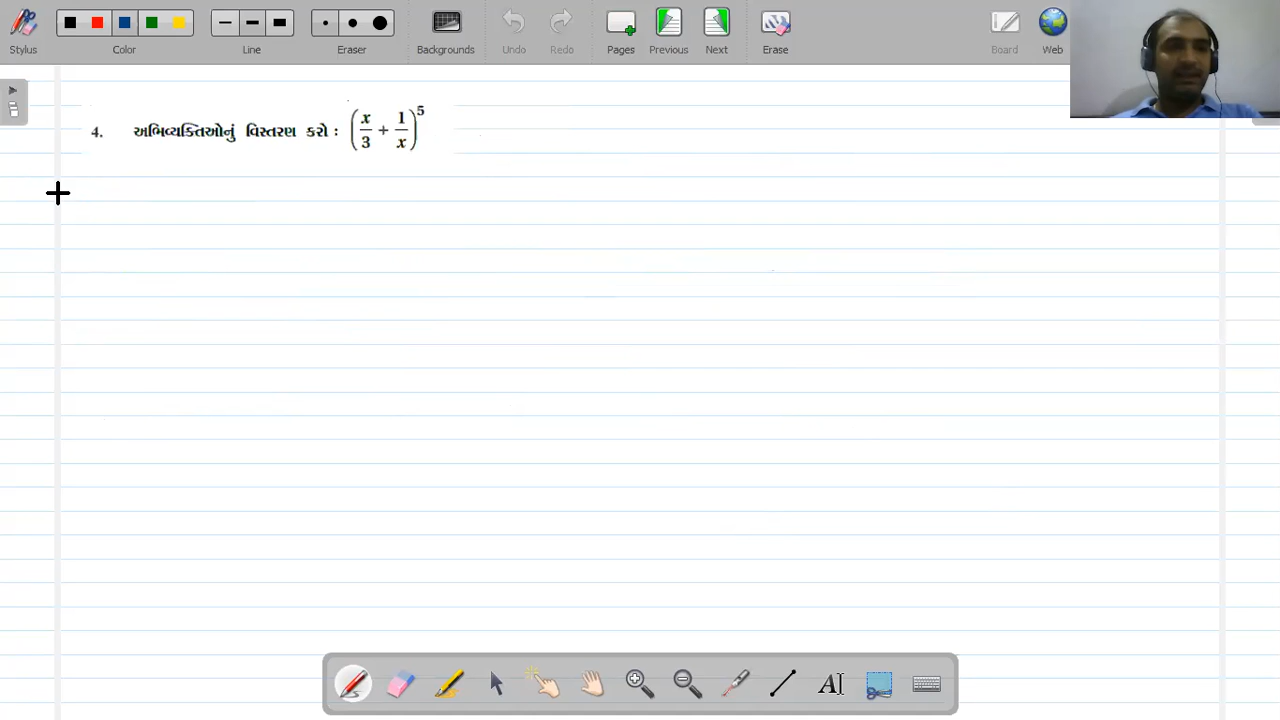 Stylus
Color
Line
Eraser
Backgrounds
Undo
Redo
Pages
Previous
Next
Erase
Board
Web
4. અભિવ્યક્તિઓનું વિસ્તરણ કરો : (x/3 + 1/x)^5